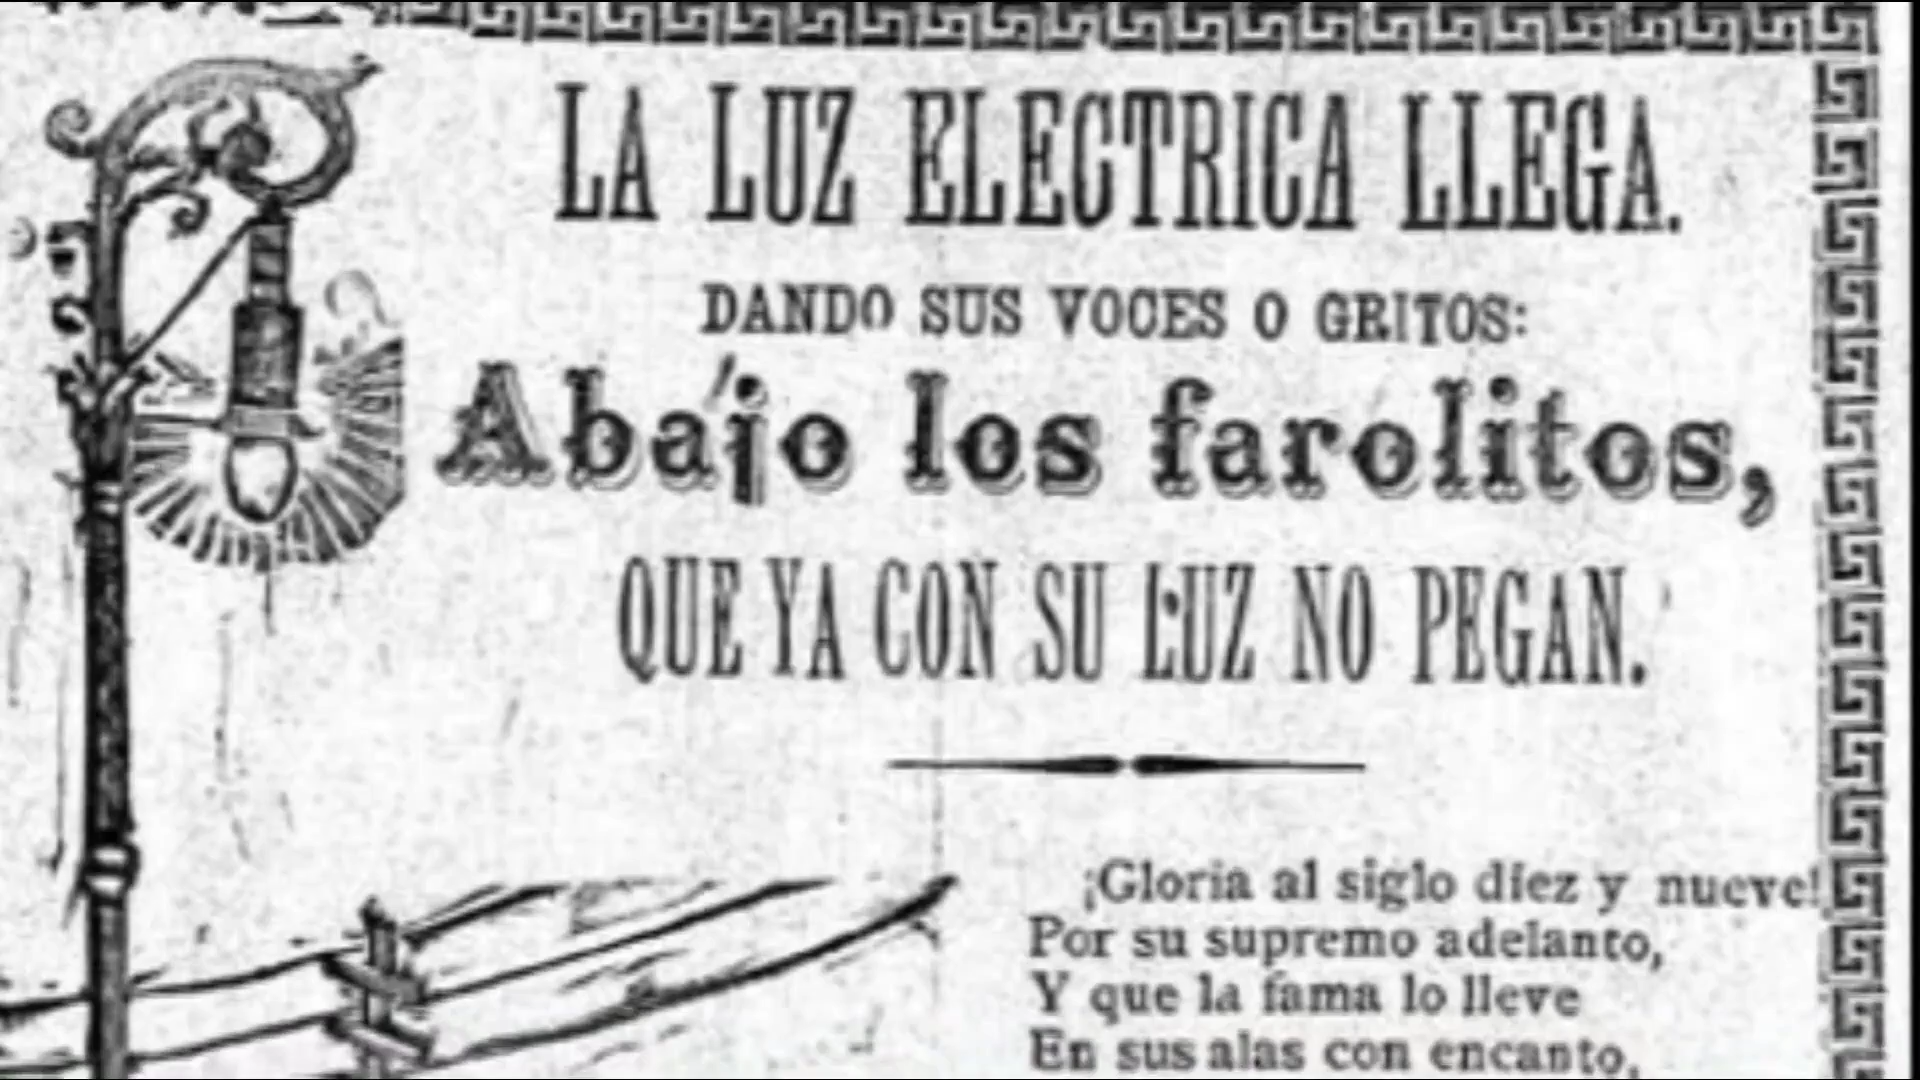 LA LUZ ELECTRICA LLEGA.
DANDO SUS VOCES O GRITOS:
Abajo los farolitos,
QUE YA CON SU LUZ NO PEGAN.
¡Gloria al siglo díez y nueve!
Por su supremo adelanto,
Y que la fama lo lleve
En sus alas con encanto,